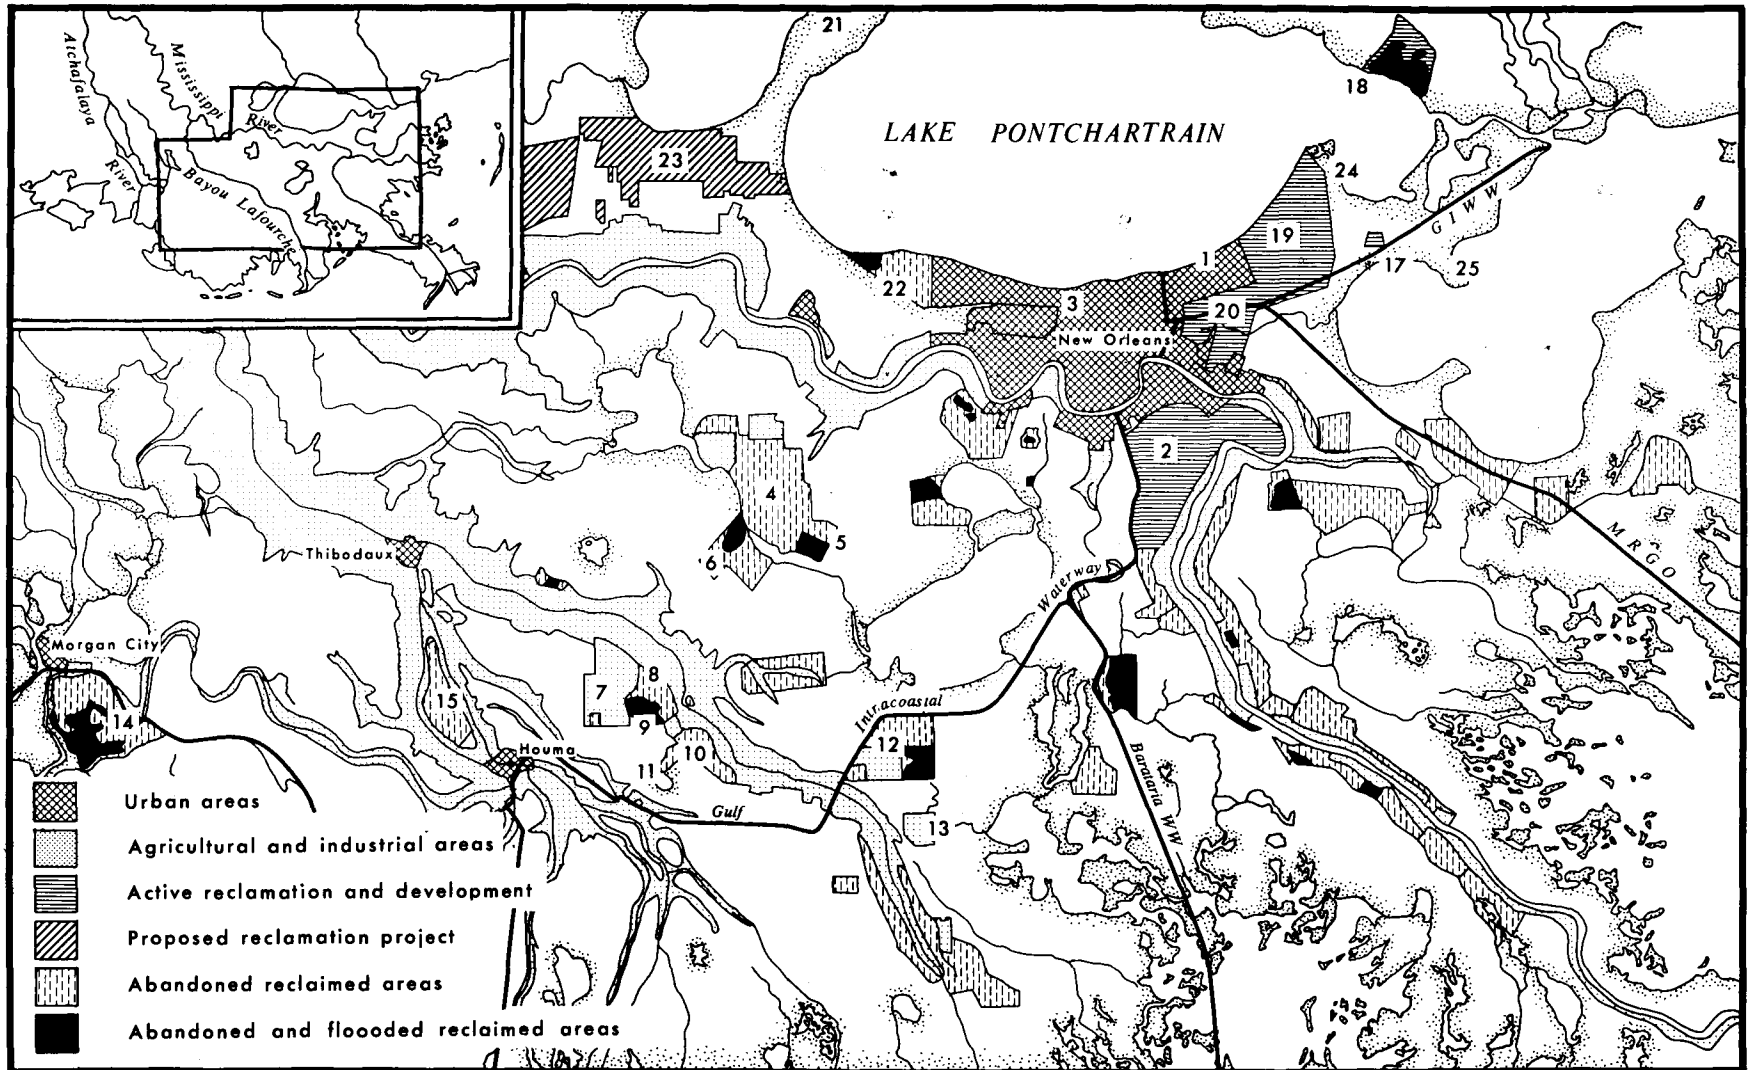 Atchafalaya
River
Mississippi
River
Bayou Lafourche
21
18
LAKE PONTCHARTRAIN
23
24
19
GIWW
1
17
25
22
3
20
New Orleans
2
4
5
6
Thibodaux
Waterway
MRGO
Morgan City
8
7
15
9
Intracoastal
14
12
10
Houma
11
Barataria WW
Gulf
13
Urban areas
Agricultural and industrial areas
Active reclamation and development
Proposed reclamation project
Abandoned reclaimed areas
Abandoned and floooded reclaimed areas